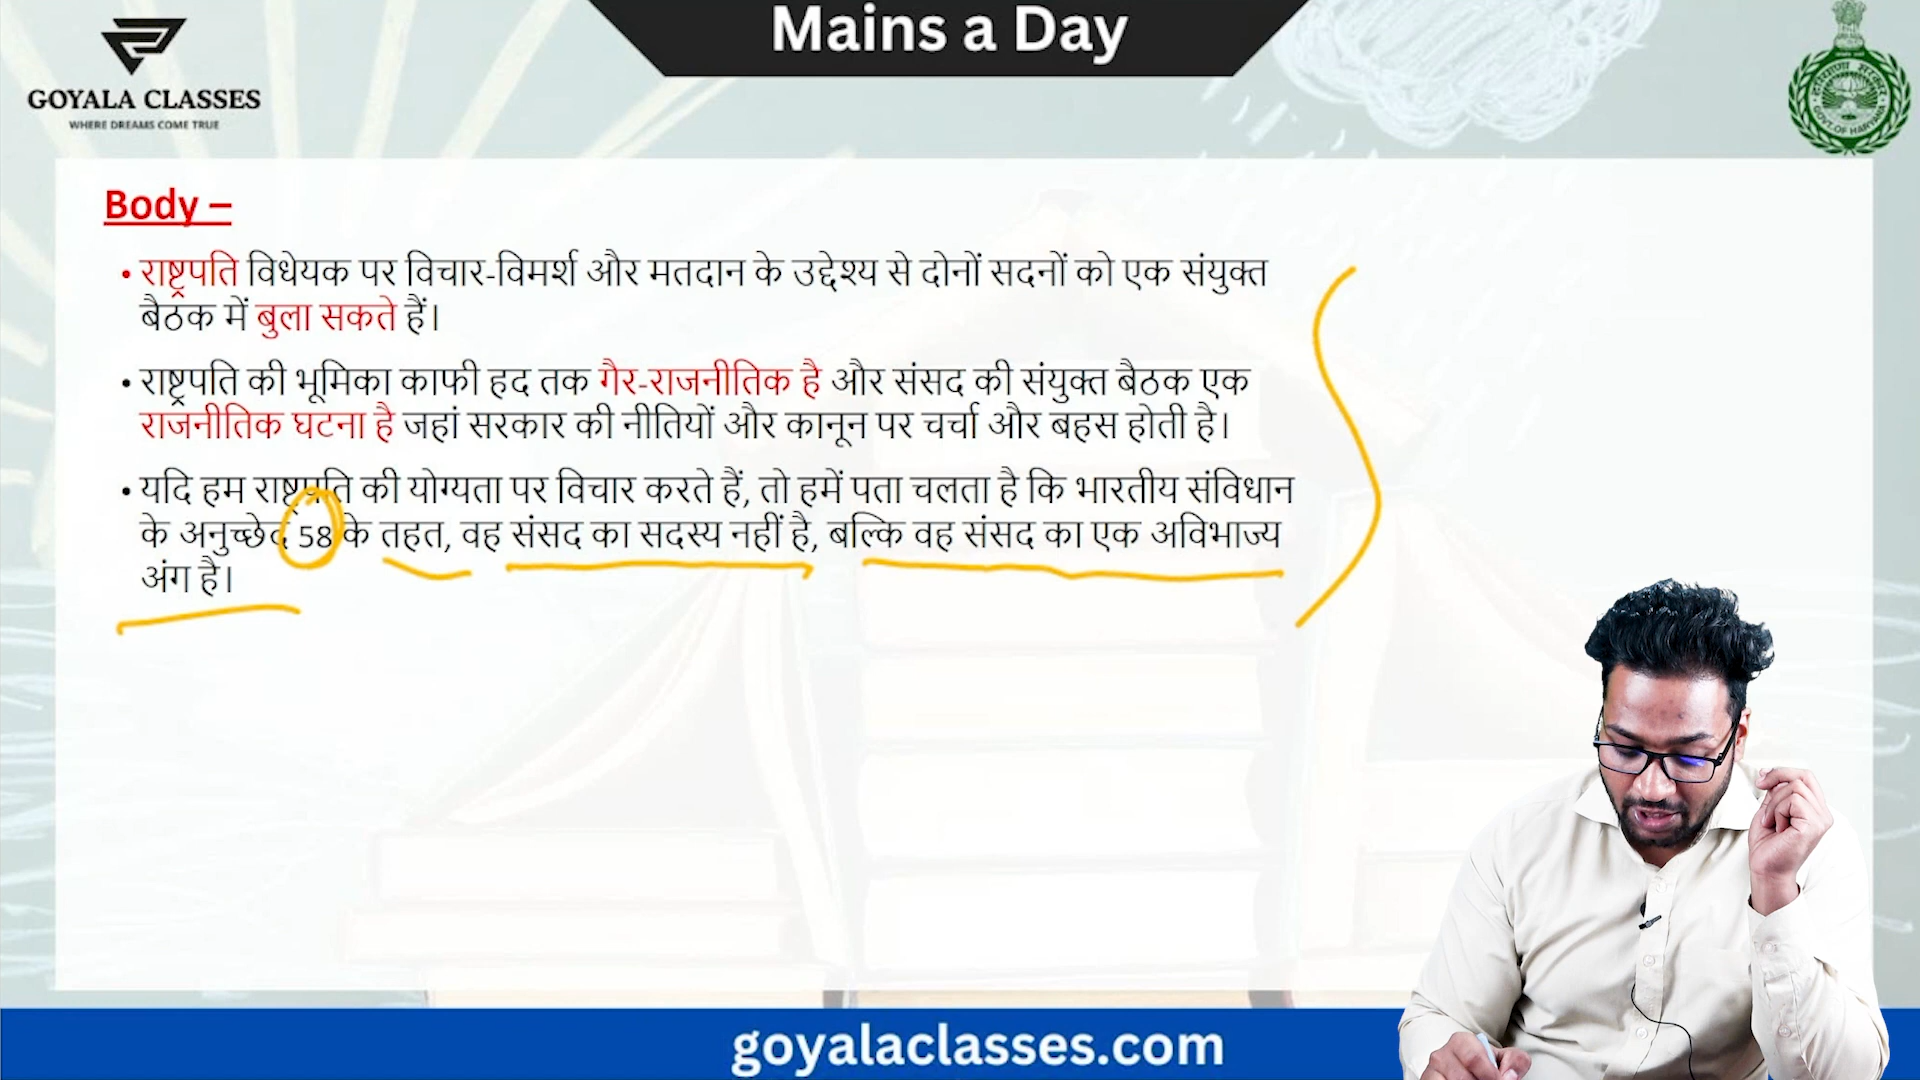 Mains a Day
GOYALA CLASSES
WHERE DREAMS COME TRUE
Body –
• राष्ट्रपति विधेयक पर विचार-विमर्श और मतदान के उद्देश्य से दोनों सदनों को एक संयुक्त
बैठक में बुला सकते हैं।
• राष्ट्रपति की भूमिका काफी हद तक गैर-राजनीतिक है और संसद की संयुक्त बैठक एक
राजनीतिक घटना है जहां सरकार की नीतियों और कानून पर चर्चा और बहस होती है।
• यदि हम राष्ट्रपति की योग्यता पर विचार करते हैं, तो हमें पता चलता है कि भारतीय संविधान
के अनुच्छेद 58 के तहत, वह संसद का सदस्य नहीं है, बल्कि वह संसद का एक अविभाज्य
अंग है।
goyalaclasses.com